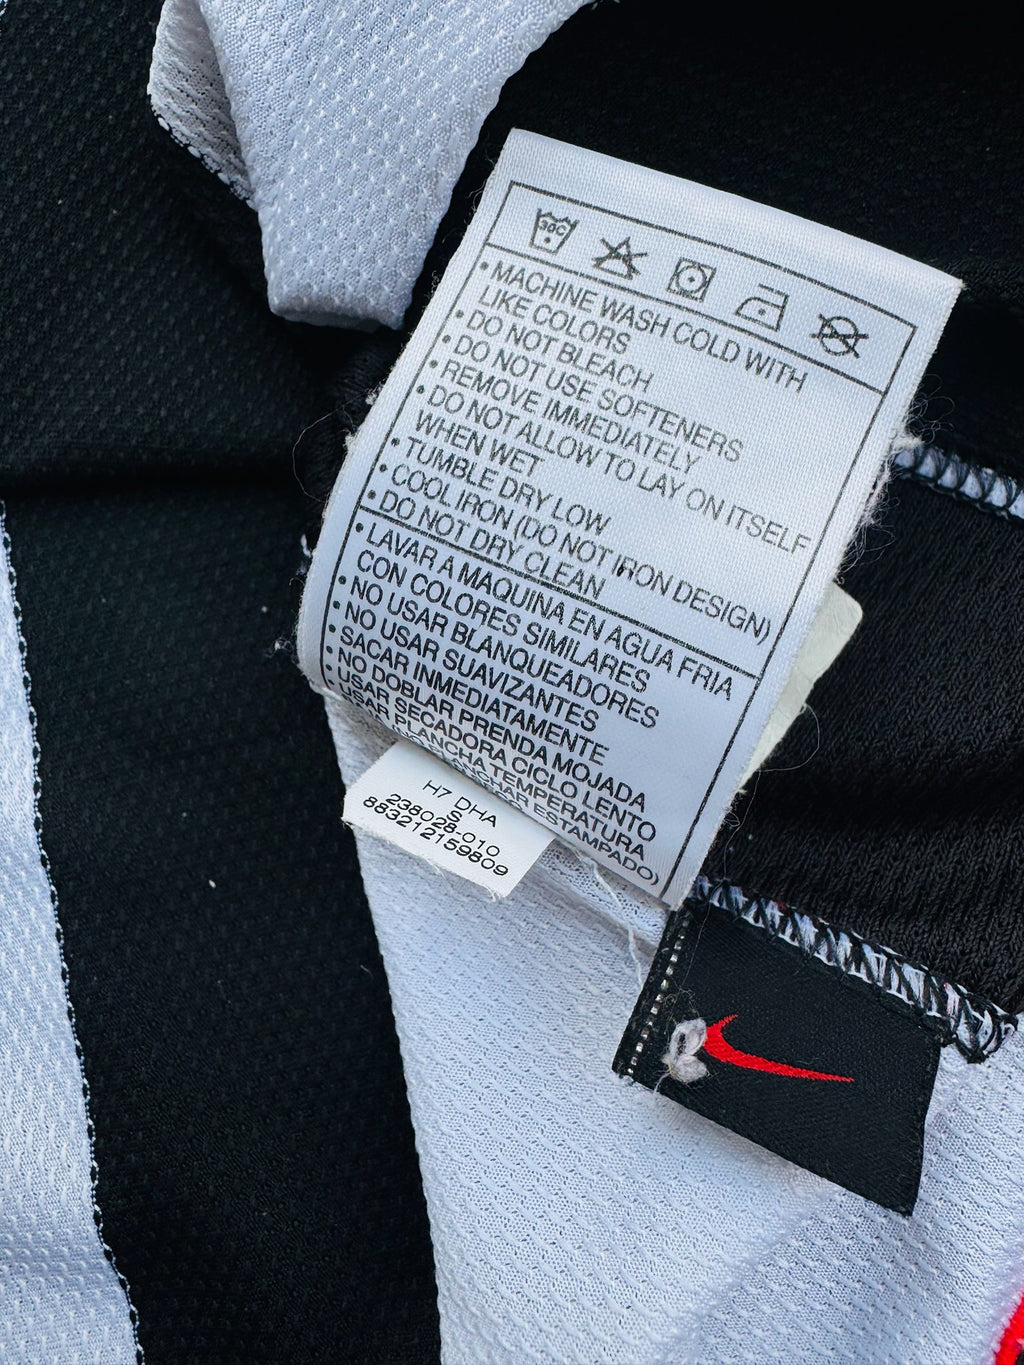 30C
• MACHINE WASH COLD WITH
LIKE COLORS
• DO NOT BLEACH
• DO NOT USE SOFTENERS
• REMOVE IMMEDIATELY
• DO NOT ALLOW TO LAY ON ITSELF
WHEN WET
• TUMBLE DRY LOW
• COOL IRON (DO NOT IRON DESIGN)
• DO NOT DRY CLEAN
• LAVAR A MAQUINA EN AGUA FRIA
CON COLORES SIMILARES
• NO USAR BLANQUEADORES
• NO USAR SUAVIZANTES
• SACAR INMEDIATAMENTE
• NO DOBLAR PRENDA MOJADA
• USAR SECADORA CICLO LENTO
• USAR PLANCHA TEMPERATURA
ESTAMPADO)
H7 DHA
S
238028-010
883212159809